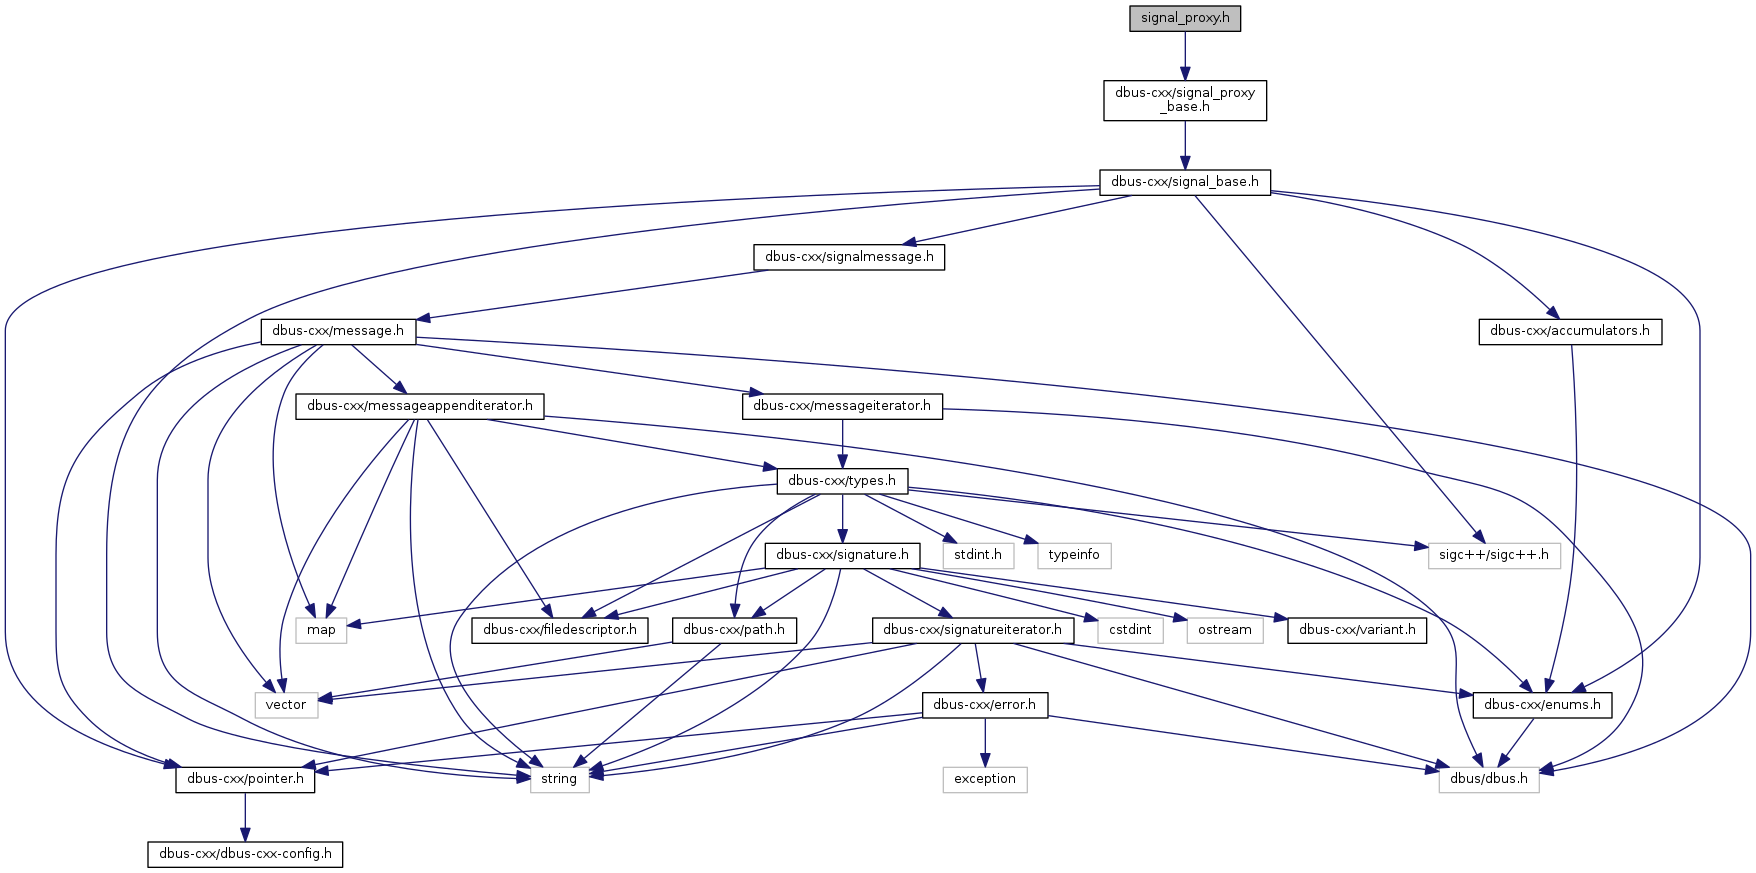 signal_proxy.h
dbus-cxx/signal_proxy
_base.h
dbus-cxx/signal_base.h
dbus-cxx/signalmessage.h
dbus-cxx/message.h
dbus-cxx/accumulators.h
dbus-cxx/messageappenditerator.h
dbus-cxx/messageiterator.h
dbus-cxx/types.h
dbus-cxx/signature.h
stdint.h
typeinfo
sigc++/sigc++.h
map
dbus-cxx/filedescriptor.h
dbus-cxx/path.h
dbus-cxx/signatureiterator.h
cstdint
ostream
dbus-cxx/variant.h
vector
dbus-cxx/error.h
dbus-cxx/enums.h
dbus-cxx/pointer.h
string
exception
dbus/dbus.h
dbus-cxx/dbus-cxx-config.h